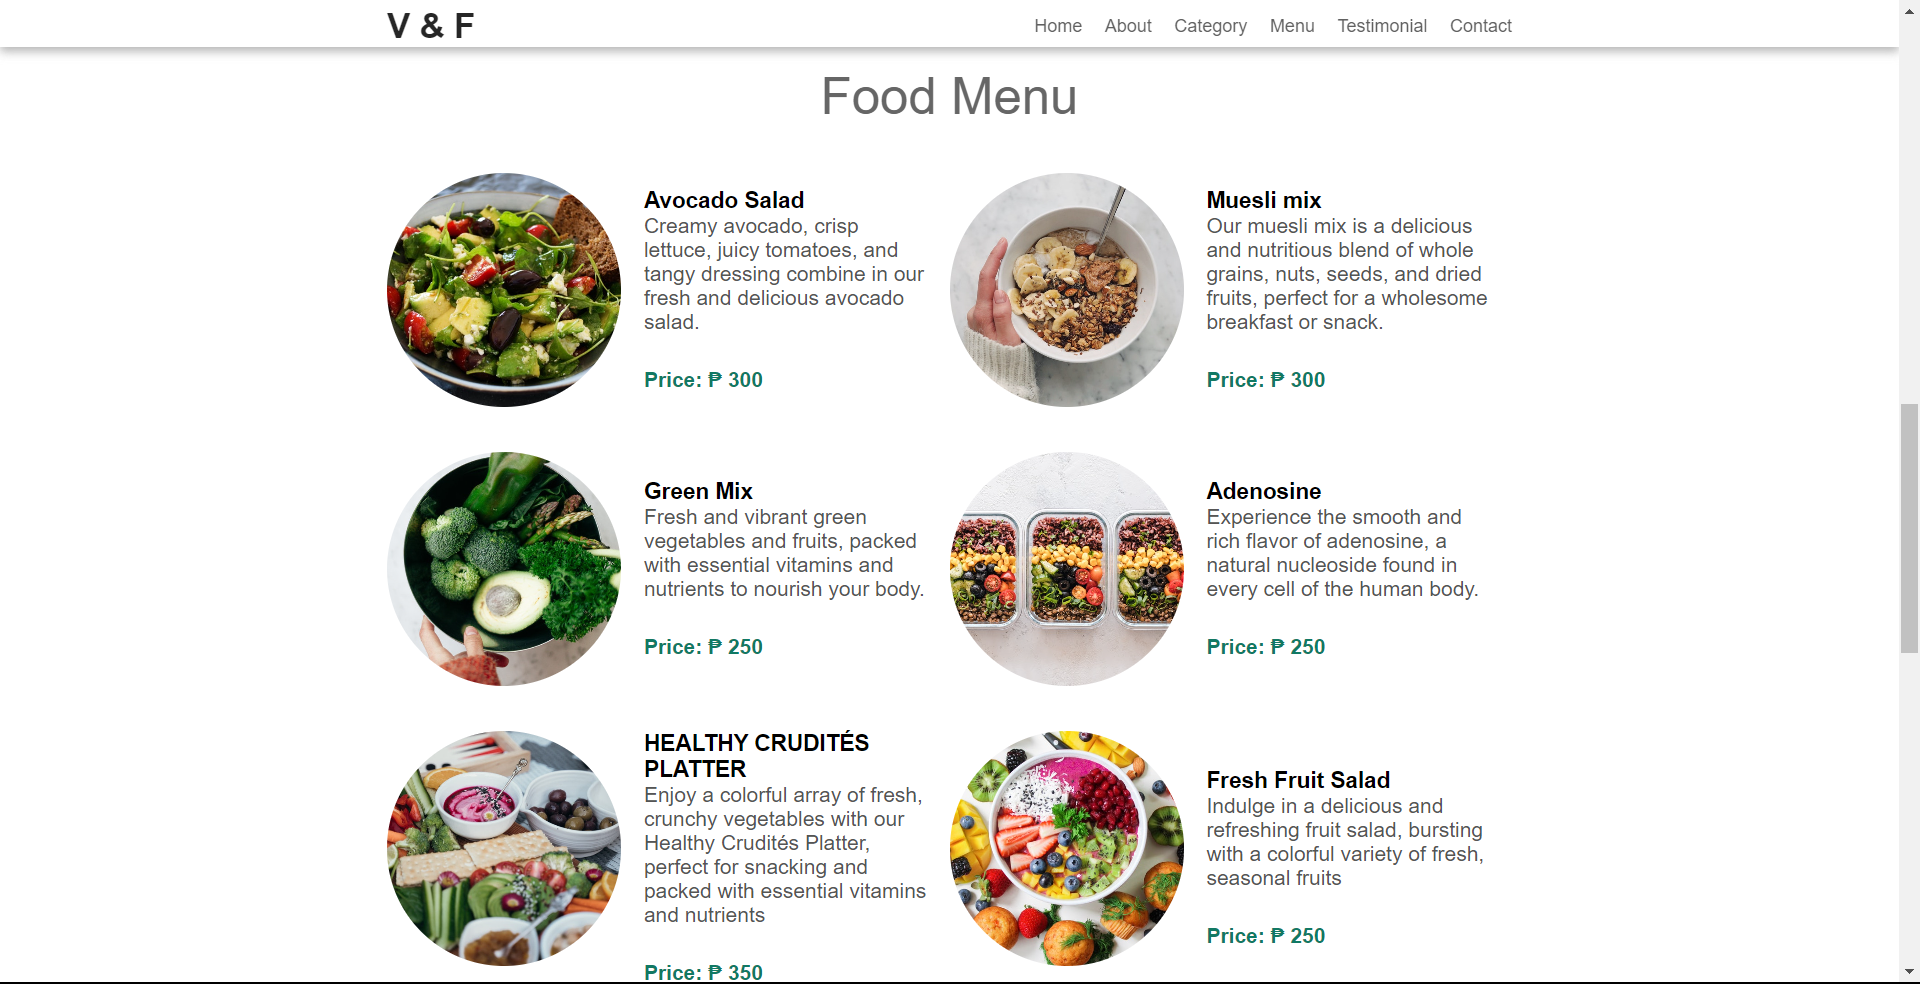 V & F
Home About Category Menu Testimonial Contact
Food Menu
Avocado Salad
Creamy avocado, crisp
lettuce, juicy tomatoes, and
tangy dressing combine in our
fresh and delicious avocado
salad.
Price: ₱ 300
Muesli mix
Our muesli mix is a delicious
and nutritious blend of whole
grains, nuts, seeds, and dried
fruits, perfect for a wholesome
breakfast or snack.
Price: ₱ 300
Green Mix
Fresh and vibrant green
vegetables and fruits, packed
with essential vitamins and
nutrients to nourish your body.
Price: ₱ 250
Adenosine
Experience the smooth and
rich flavor of adenosine, a
natural nucleoside found in
every cell of the human body.
Price: ₱ 250
HEALTHY CRUDITÉS
PLATTER
Enjoy a colorful array of fresh,
crunchy vegetables with our
Healthy Crudités Platter,
perfect for snacking and
packed with essential vitamins
and nutrients
Price: ₱ 350
Fresh Fruit Salad
Indulge in a delicious and
refreshing fruit salad, bursting
with a colorful variety of fresh,
seasonal fruits
Price: ₱ 250